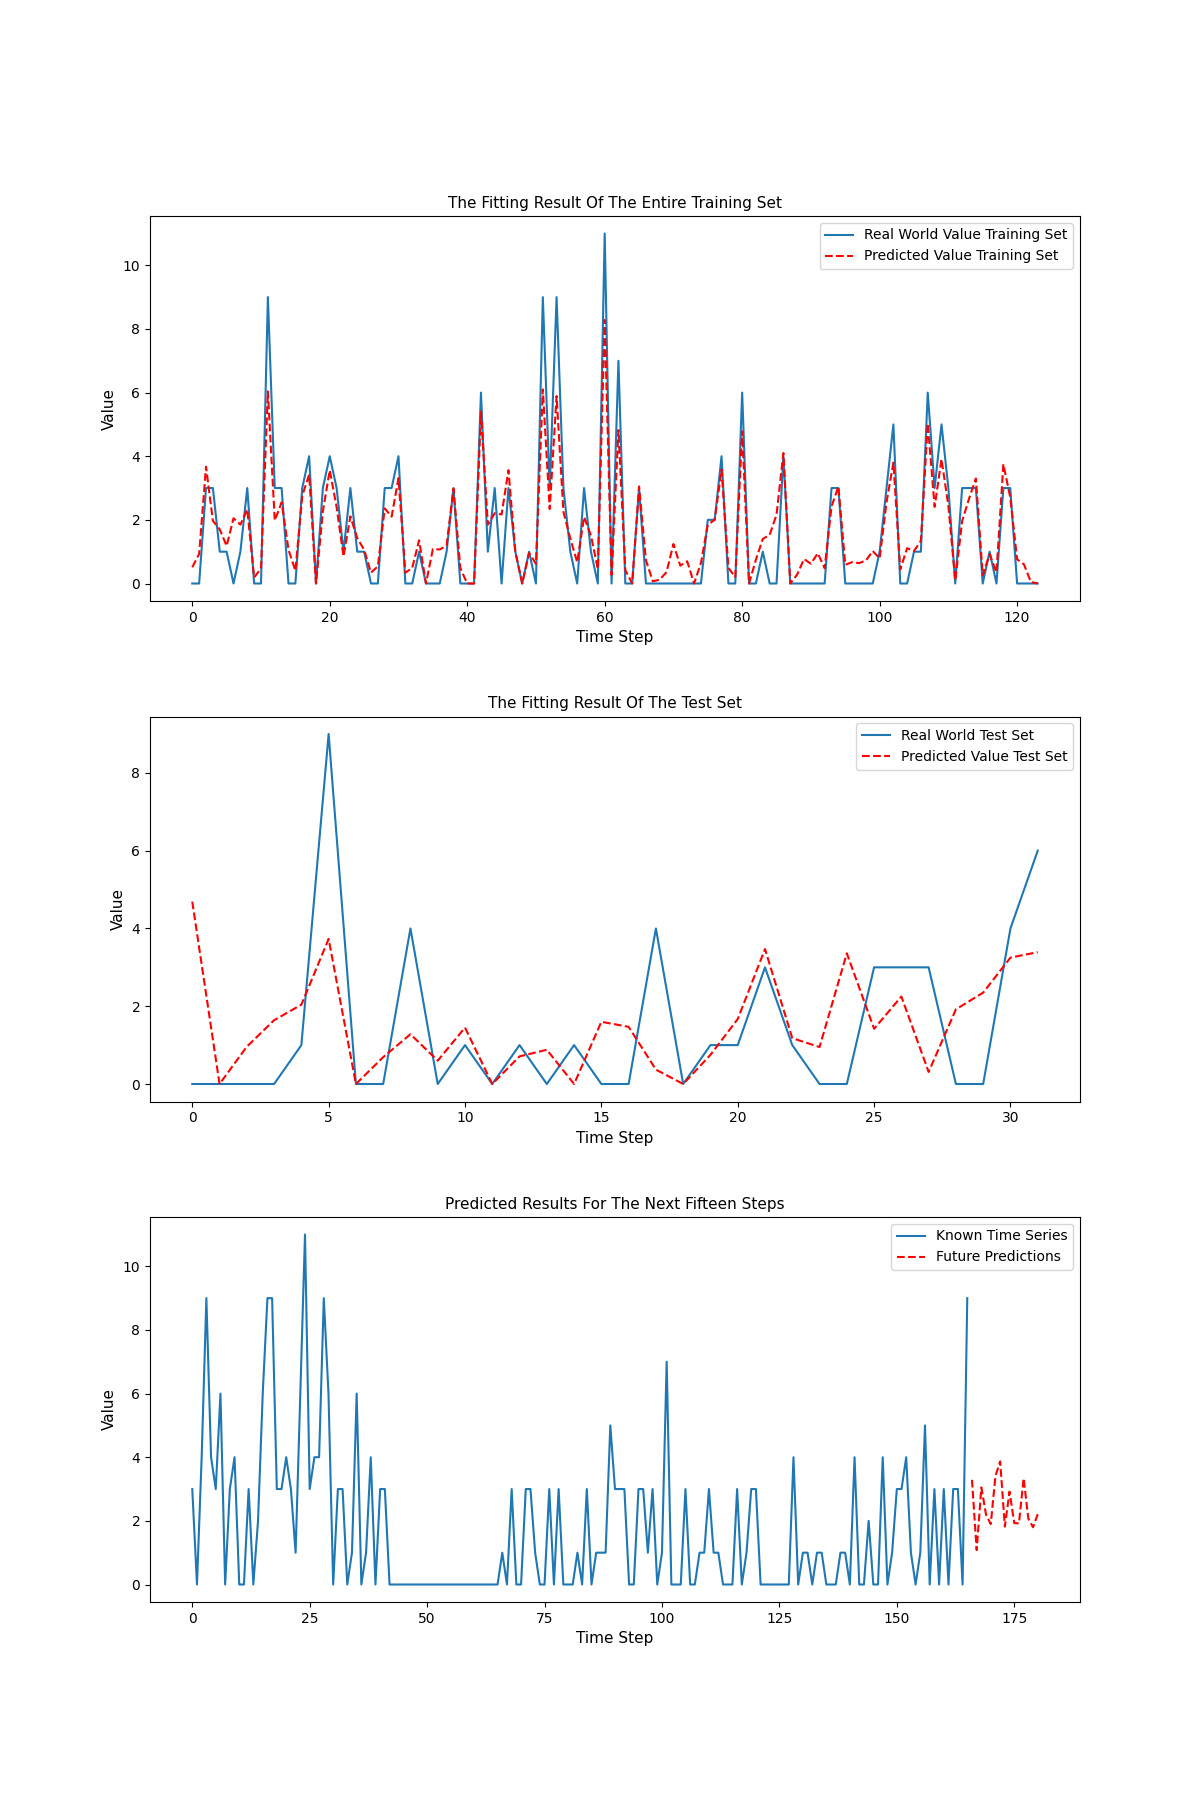 The Fitting Result Of The Entire Training Set
Real World Value Training Set
Predicted Value Training Set
10
8
6
4
2
0
Value
0 20 40 60 80 100 120
Time Step
The Fitting Result Of The Test Set
Real World Test Set
Predicted Value Test Set
8
6
4
2
0
Value
0 5 10 15 20 25 30
Time Step
Predicted Results For The Next Fifteen Steps
Known Time Series
Future Predictions
10
8
6
4
2
0
Value
0 25 50 75 100 125 150 175
Time Step